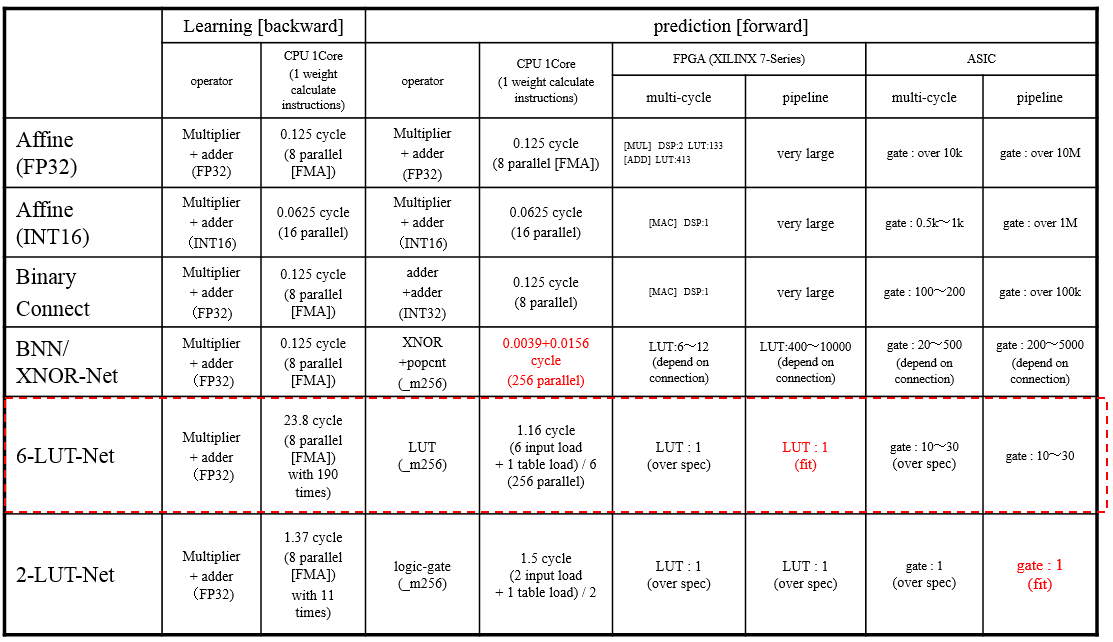 Learning [backward]
prediction [forward]
operator
CPU 1Core
(1 weight
calculate
instructions)
operator
CPU 1Core
(1 weight calculate
instructions)
FPGA (XILINX 7-Series)
ASIC
multi-cycle
pipeline
multi-cycle
pipeline
Affine
(FP32)
Multiplier
+ adder
(FP32)
0.125 cycle
(8 parallel
[FMA])
Multiplier
+ adder
(FP32)
0.125 cycle
(8 parallel [FMA])
[MUL] DSP:2 LUT:133
[ADD] LUT:413
very large
gate : over 10k
gate : over 10M
Affine
(INT16)
Multiplier
+ adder
(INT16)
0.0625 cycle
(16 parallel)
Multiplier
+ adder
(INT16)
0.0625 cycle
(16 parallel)
[MAC] DSP:1
very large
gate : 0.5k~1k
gate : over 1M
Binary
Connect
Multiplier
+ adder
(FP32)
0.125 cycle
(8 parallel
[FMA])
adder
+adder
(INT32)
0.125 cycle
(8 parallel)
[MAC] DSP:1
very large
gate : 100~200
gate : over 100k
BNN/
XNOR-Net
Multiplier
+ adder
(FP32)
0.125 cycle
(8 parallel
[FMA])
XNOR
+popcnt
(_m256)
0.0039+0.0156
cycle
(256 parallel)
LUT:6~12
(depend on
connection)
LUT:400~10000
(depend on
connection)
gate : 20~500
(depend on
connection)
gate : 200~5000
(depend on
connection)
6-LUT-Net
Multiplier
+ adder
(FP32)
23.8 cycle
(8 parallel
[FMA])
with 190
times)
LUT
(_m256)
1.16 cycle
(6 input load
+ 1 table load) / 6
(256 parallel)
LUT : 1
(over spec)
LUT : 1
(fit)
gate : 10~30
(over spec)
gate : 10~30
2-LUT-Net
Multiplier
+ adder
(FP32)
1.37 cycle
(8 parallel
[FMA])
with 11
times)
logic-gate
(_m256)
1.5 cycle
(2 input load
+ 1 table load) / 2
LUT : 1
(over spec)
LUT : 1
(over spec)
gate : 1
(over spec)
gate : 1
(fit)